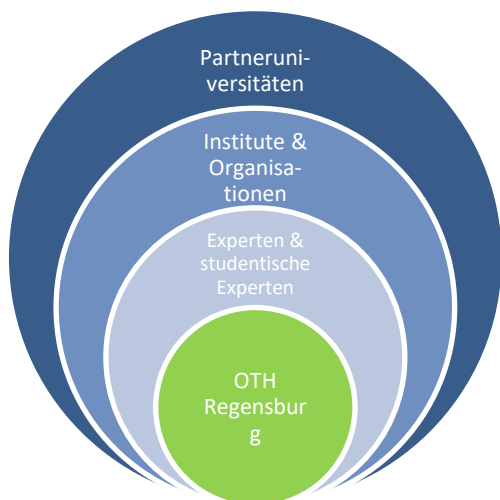 Partneruni-
versitäten
Institute &
Organisa-
tionen
Experten &
studentische
Experten
OTH
Regensbur
g